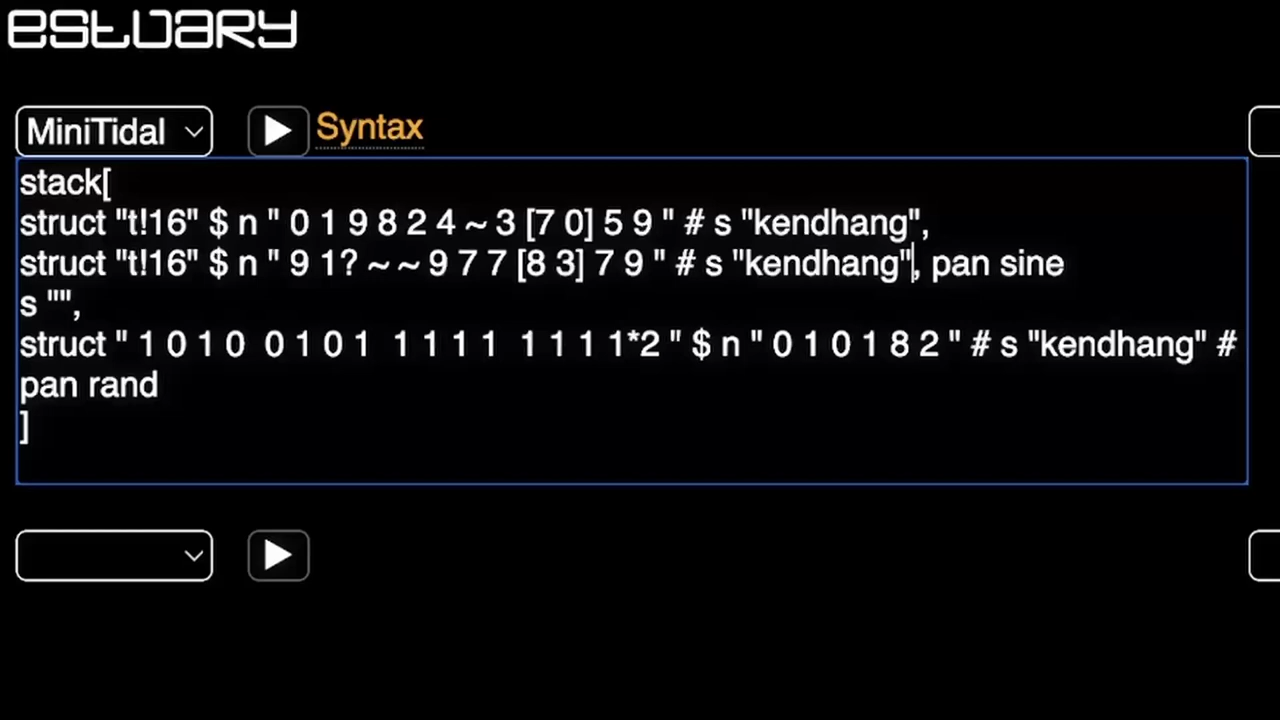 estuary
MiniTidal
Syntax
stack[
struct "t!16" $ n " 0 1 9 8 2 4 ~ 3 [7 0] 5 9 " # s "kendhang",
struct "t!16" $ n " 9 1? ~ ~ 9 7 7 [8 3] 7 9 " # s "kendhang", pan sine
s "",
struct " 1 0 1 0  0 1 0 1  1 1 1 1  1 1 1 1*2 " $ n " 0 1 0 1 8 2 " # s "kendhang" #
pan rand
]